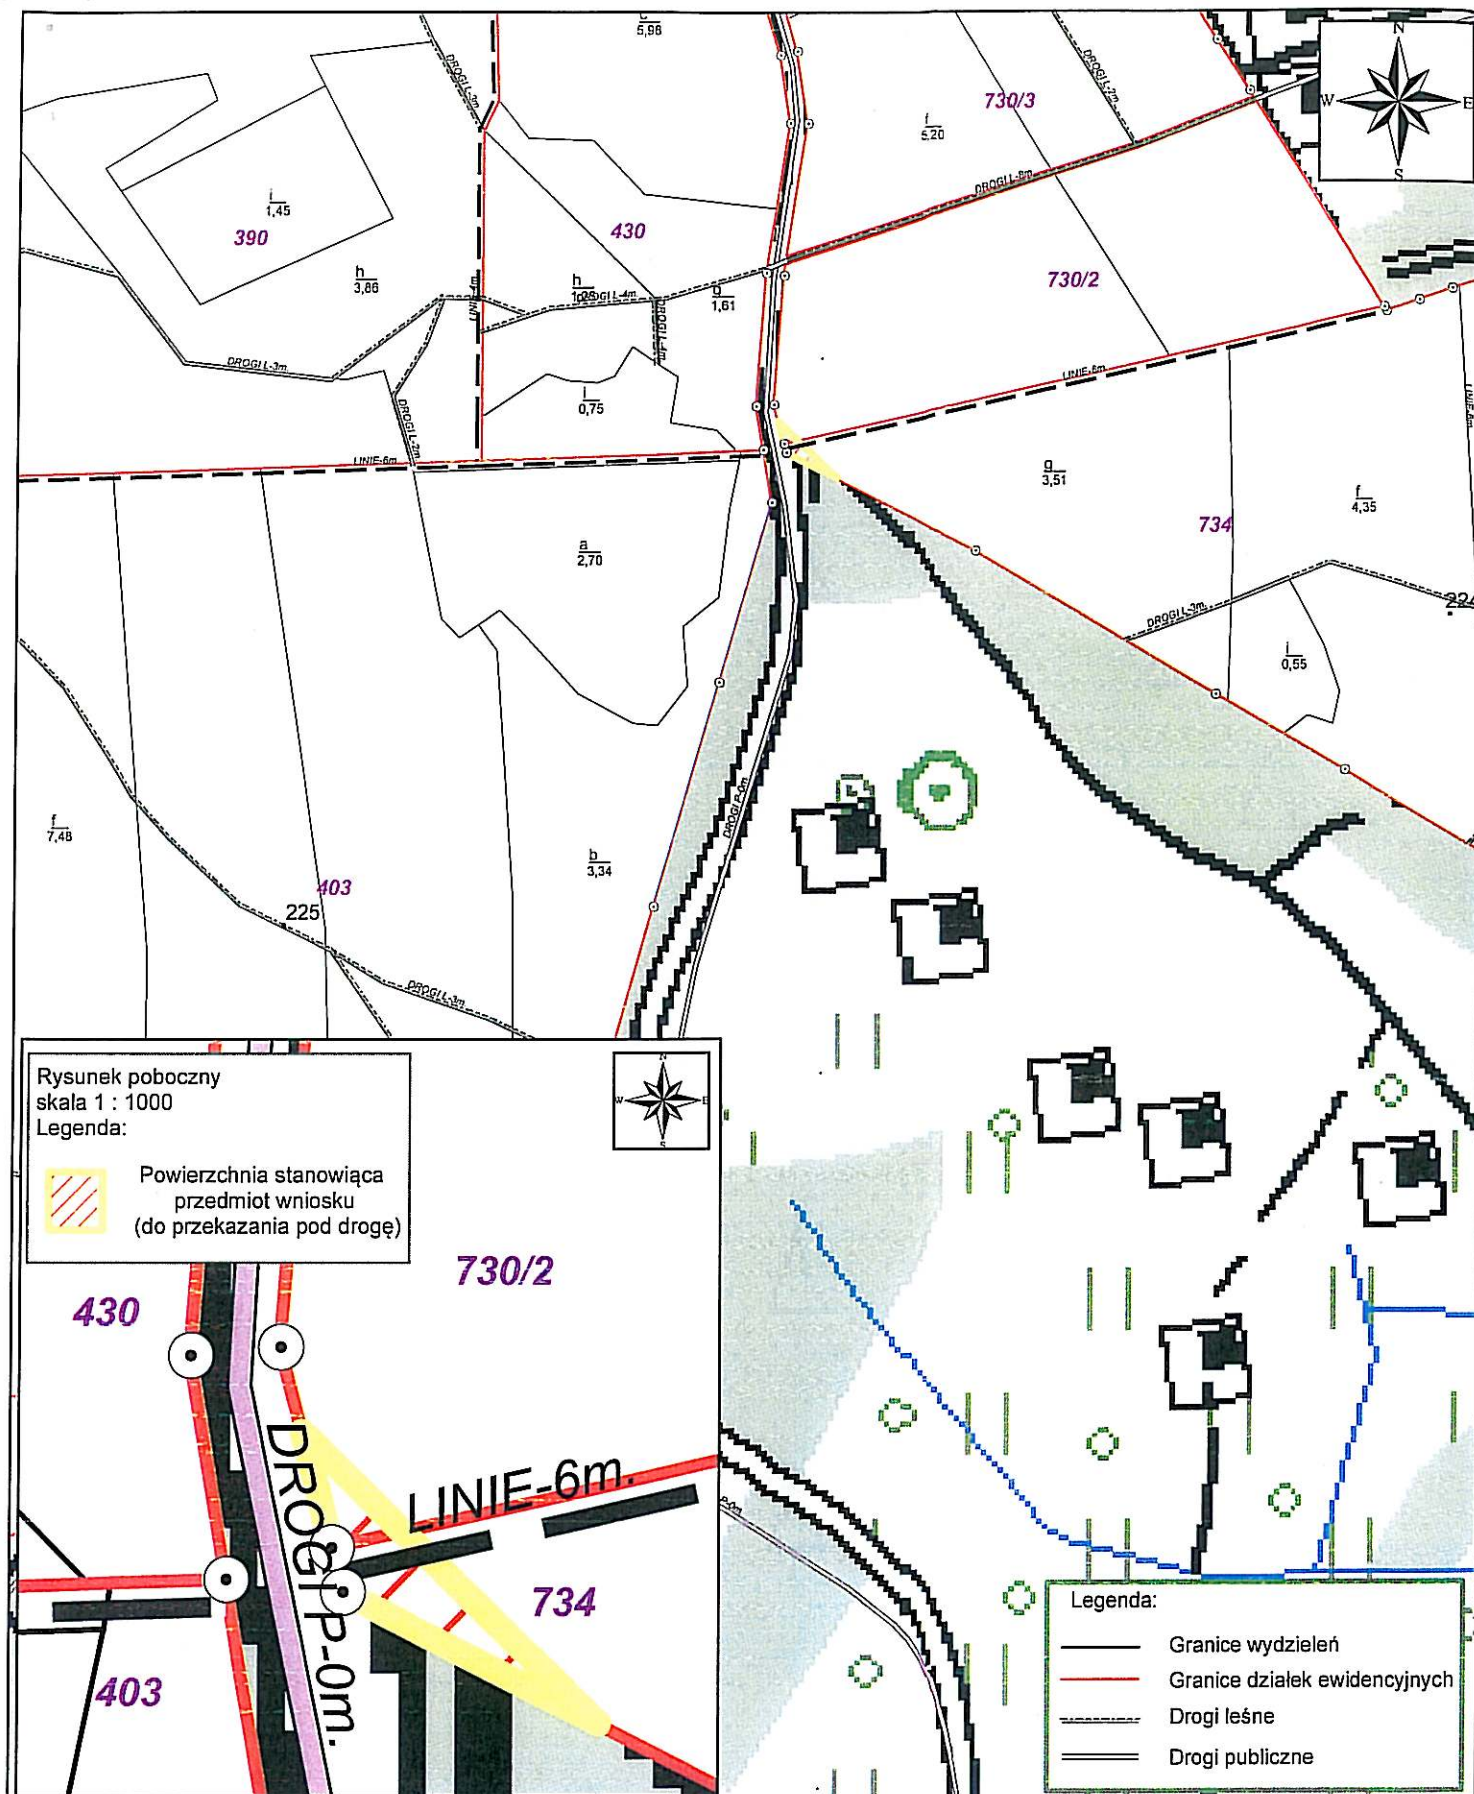 c
5,98
DROGI L-3m.
DROGI L-2m.
730/3
f
5,20
N
W
E
S
i
1,45
390
430
DROGI L-8m.
h
3,86
h
DROGI L-4m.
g
1,61
730/2
DROGI L-3m.
i
0,75
LINIE-6m.
DROGI L-2m.
LINIE-6m.
g
3,51
f
4,35
734
LINIE-6m.
a
2,70
DROGI L-3m.
224
i
0,55
DROGI P-0m.
f
7,48
b
3,34
403
225
DROGI L-3m.
Rysunek poboczny
skala 1 : 1000
Legenda:
Powierzchnia stanowiąca
przedmiot wniosku
(do przekazania pod drogę)
N
W
E
S
730/2
430
DROGI P-0m.
LINIE-6m.
734
403
P-0m.
Legenda:
Granice wydzieleń
Granice działek ewidencyjnych
Drogi leśne
Drogi publiczne